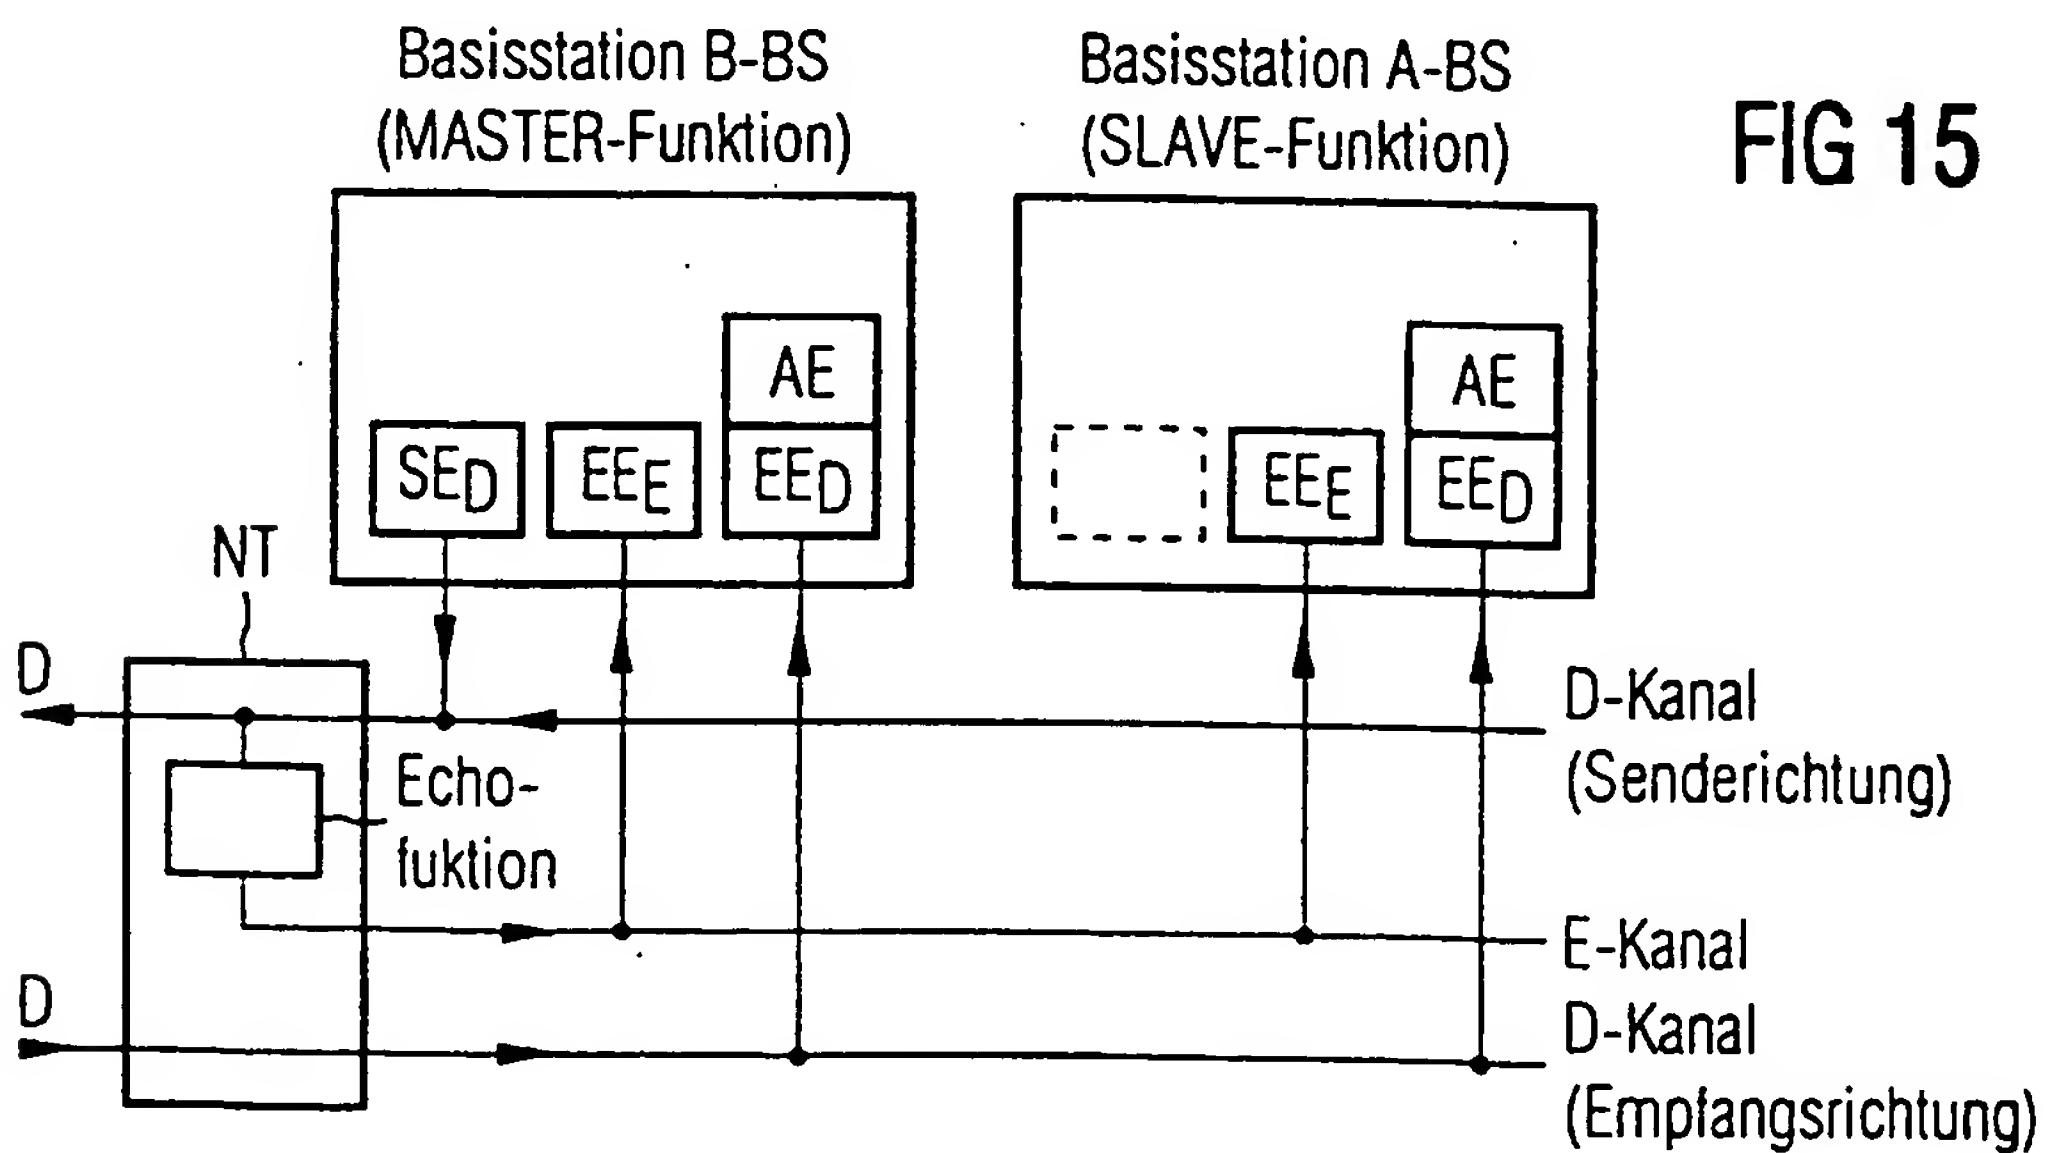 Basisstation B-BS
(MASTER-Funktion)
Basisstation A-BS
(SLAVE-Funktion)
FIG 15
AE
SED
EEE
EED
AE
EEE
EED
NT
D
D-Kanal
(Senderichtung)
Echo-
fuktion
E-Kanal
D
D-Kanal
(Empfangsrichtung)